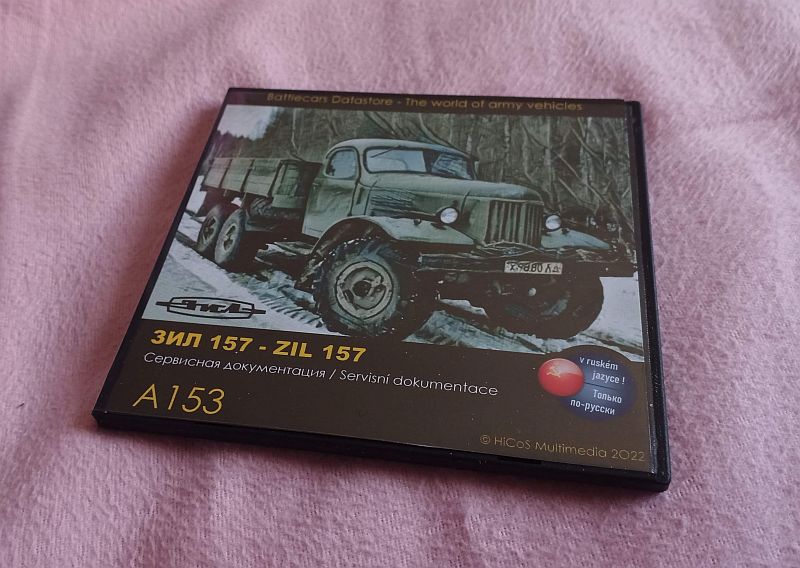 Battlecars Datastore - The world of army vehicles
ЗИЛ
ЗИЛ 157 - ZIL 157
Сервисная документация / Servisní dokumentace
A153
v ruském
jazyce !
Только
по-русски
© HiCoS Multimedia 2022